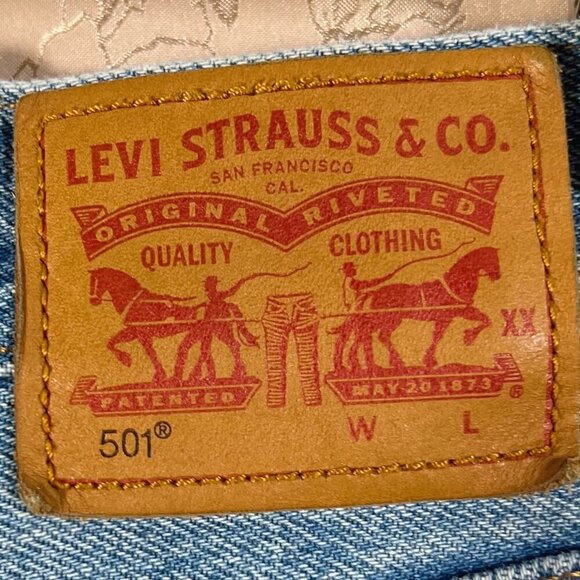 LEVI STRAUSS & CO.
SAN FRANCISCO
CAL.
ORIGINAL RIVETED
QUALITY CLOTHING
XX
PATENTED MAY 20 1873 ®
501® W L